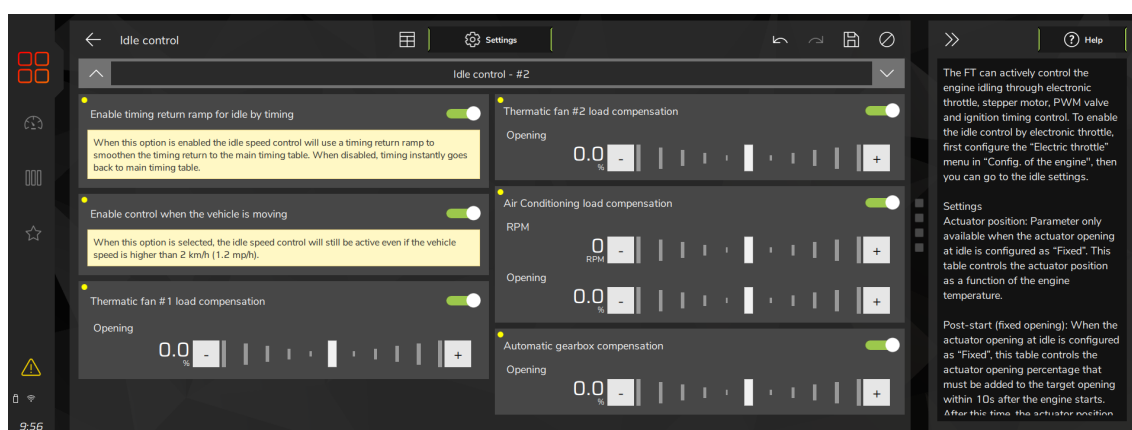 Idle control
Settings
Help
Idle control - #2
Enable timing return ramp for idle by timing
When this option is enabled the idle speed control will use a timing return ramp to
smoothen the timing return to the main timing table. When disabled, timing instantly goes
back to main timing table.
Enable control when the vehicle is moving
When this option is selected, the idle speed control will still be active even if the vehicle
speed is higher than 2 km/h (1.2 mp/h).
Thermatic fan #1 load compensation
Opening
0.0
%
-
+
Thermatic fan #2 load compensation
Opening
0.0
%
-
+
Air Conditioning load compensation
RPM
0
RPM
-
+
Opening
0.0
%
-
+
Automatic gearbox compensation
Opening
0.0
%
-
+
The FT can actively control the
engine idling through electronic
throttle, stepper motor, PWM valve
and ignition timing control. To enable
the idle control by electronic throttle,
first configure the “Electric throttle”
menu in “Config. of the engine", then
you can go to the idle settings.
Settings
Actuator position: Parameter only
available when the actuator opening
at idle is configured as “Fixed”. This
table controls the actuator position
as a function of the engine
temperature.
Post-start (fixed opening): When the
actuator opening at idle is configured
as “Fixed”, this table controls the
actuator opening percentage that
must be added to the target opening
within 10s after the engine starts.
After this time, the actuator position
9:56